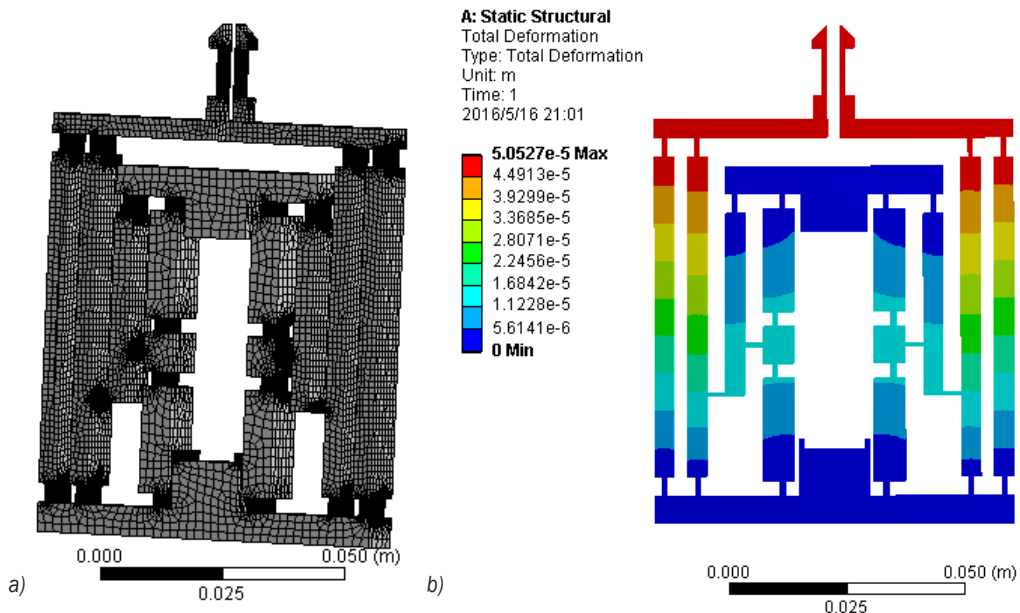 A: Static Structural
Total Deformation
Type: Total Deformation
Unit: m
Time: 1
2016/5/16 21:01
5.0527e-5 Max
4.4913e-5
3.9299e-5
3.3685e-5
2.8071e-5
2.2456e-5
1.6842e-5
1.1228e-5
5.6141e-6
0 Min
0.000 0.050 (m)
0.025
a)
b)
0.000 0.050 (m)
0.025